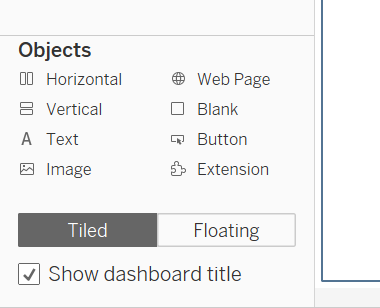 Objects
Horizontal Web Page
Vertical Blank
A Text Button
Image Extension
Tiled Floating
Show dashboard title